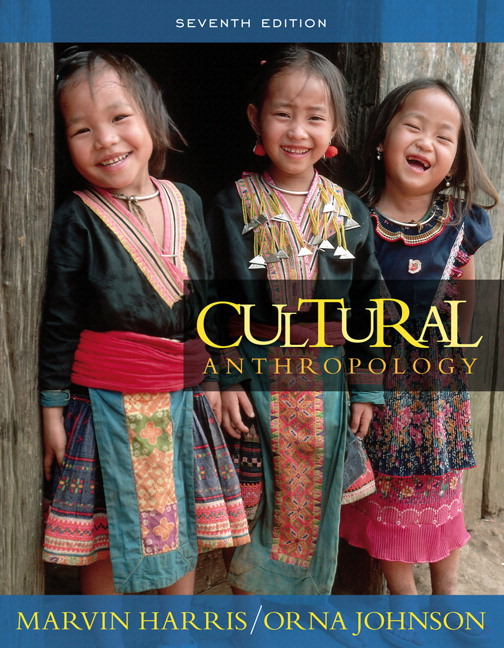 SEVENTH EDITION
CULTURAL
ANTHROPOLOGY
MARVIN HARRIS/ORNA JOHNSON